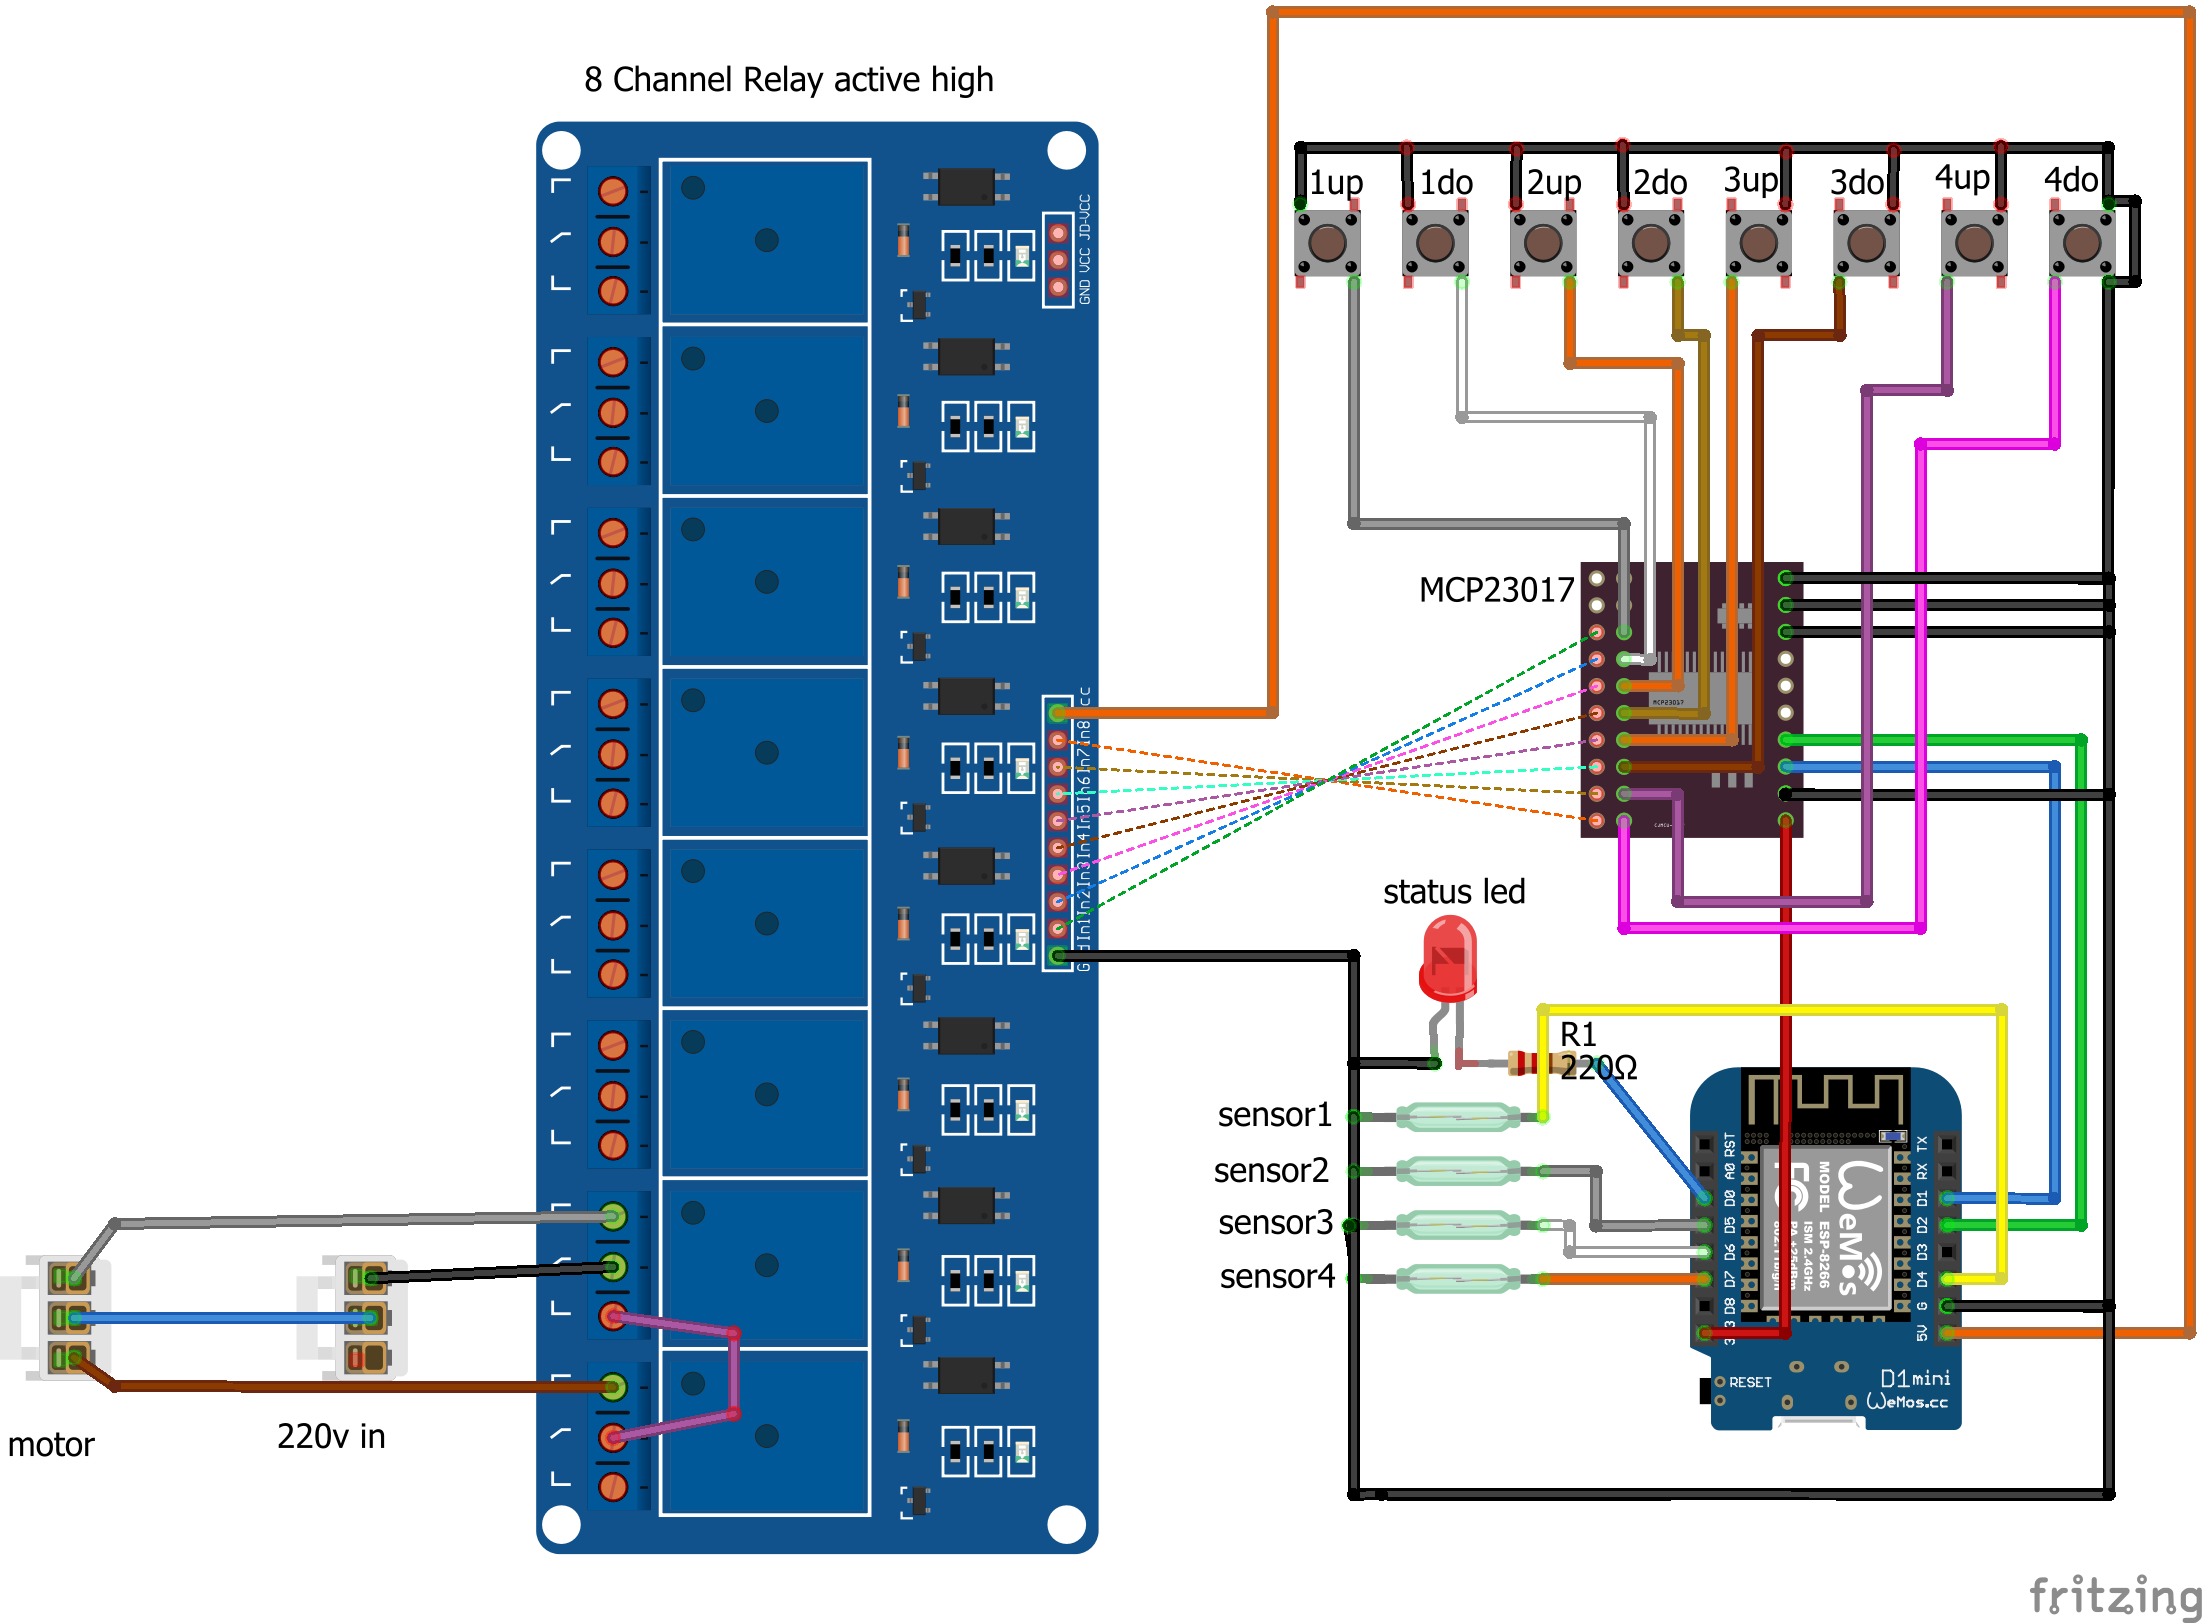 8 Channel Relay active high
1up
1do
2up
2do
3up
3do
4up
4do
GND VCC JD-VCC
MCP23017
MCP23017
In8
In7
In6
In5
In4
In3
In2
In1
status led
R1
220Ω
sensor1
sensor2
sensor3
sensor4
RST
A0
D0
D5
D6
D7
D8
TX
RX
D1
D2
D3
D4
G
5V
WeMos
MODEL ESP-8266
ISM 2.4GHz
PA +25dBm
RESET
D1 mini
WeMos.cc
motor
220v in
fritzing